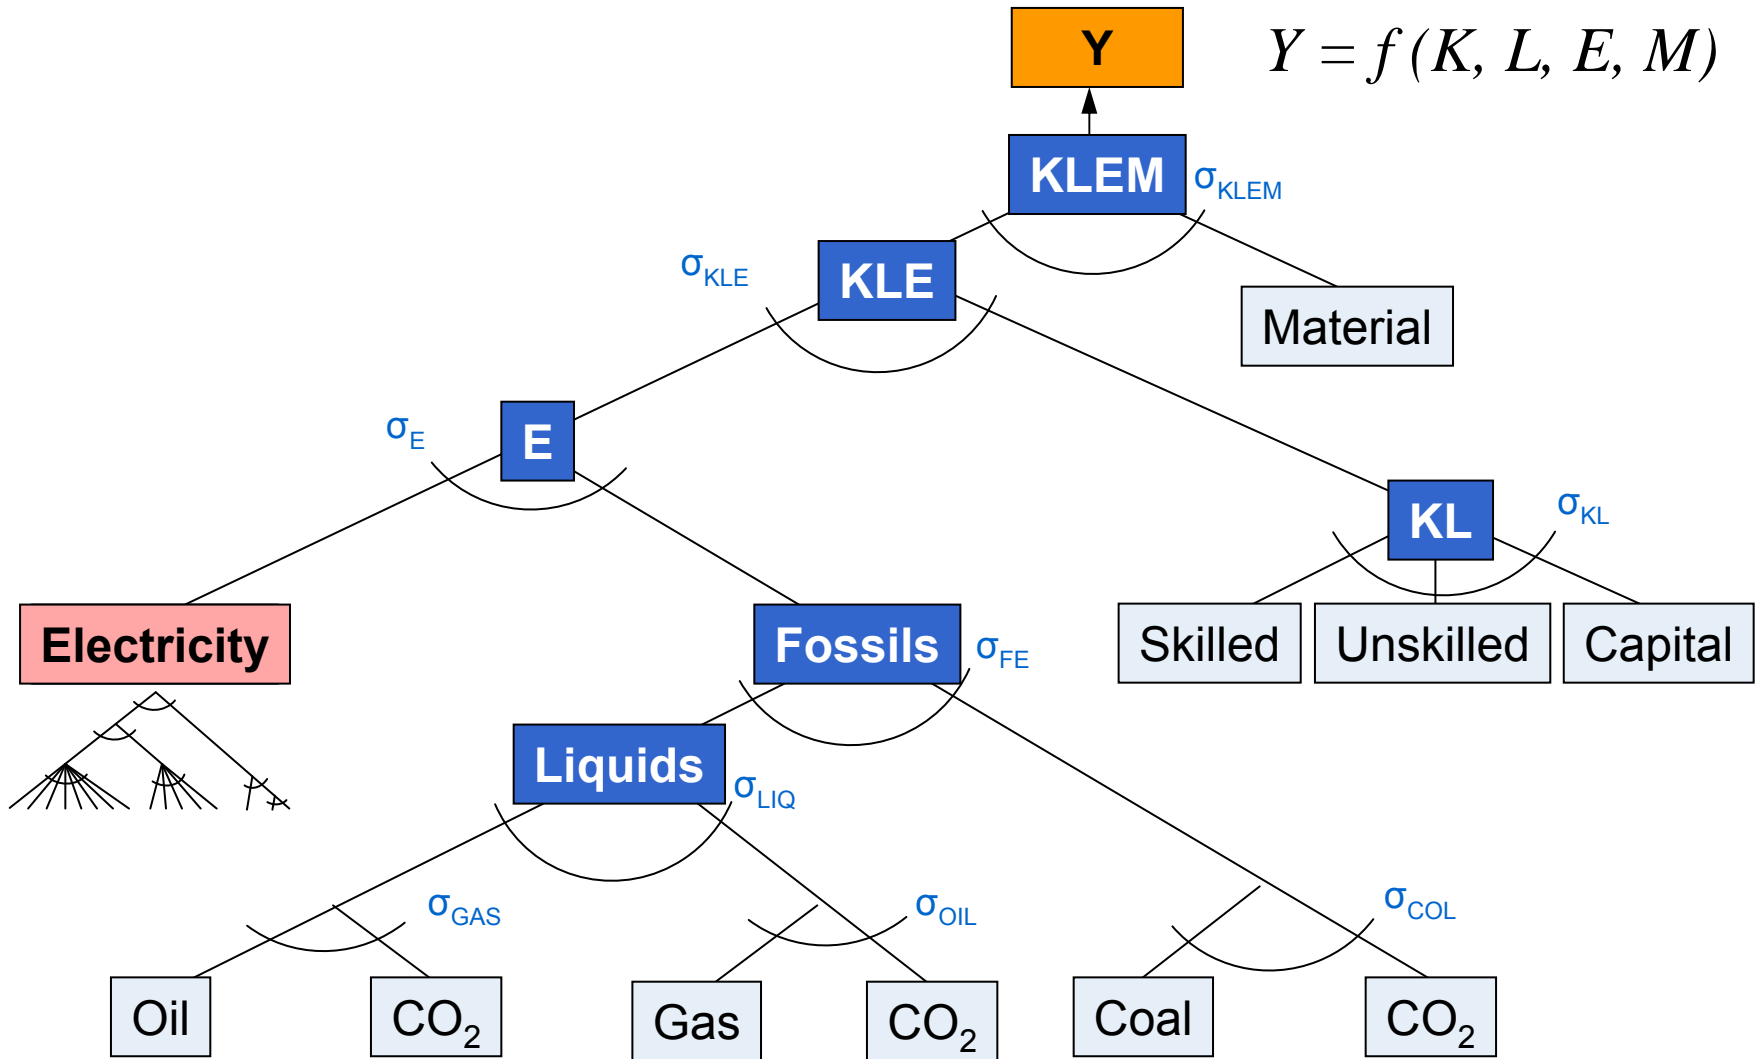 Y
Y = f (K, L, E, M)
KLEM
σKLEM
σKLE
KLE
Material
σE
E
KL
σKL
Electricity
Fossils
σFE
Skilled
Unskilled
Capital
Liquids
σLIQ
σGAS
σOIL
σCOL
Oil
CO₂
Gas
CO₂
Coal
CO₂